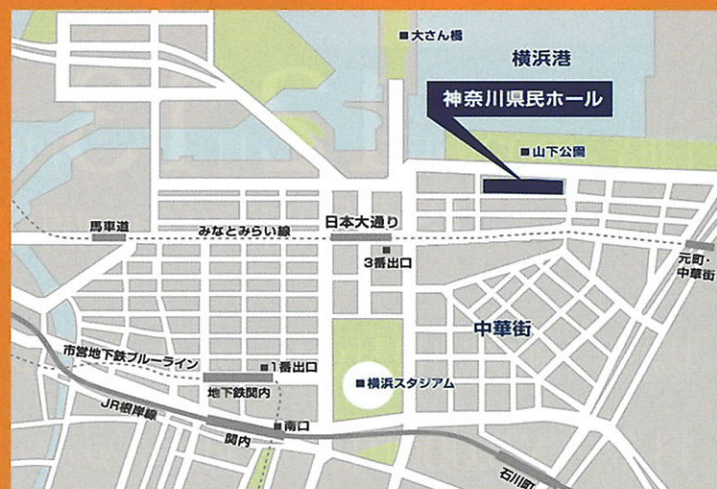 大さん橋
横浜港
神奈川県民ホール
山下公園
馬車道
みなとみらい線
日本大通り
3番出口
元町・
中華街
中華街
市営地下鉄ブルーライン
1番出口
地下鉄関内
横浜スタジアム
JR根岸線
関内
南口
石川町